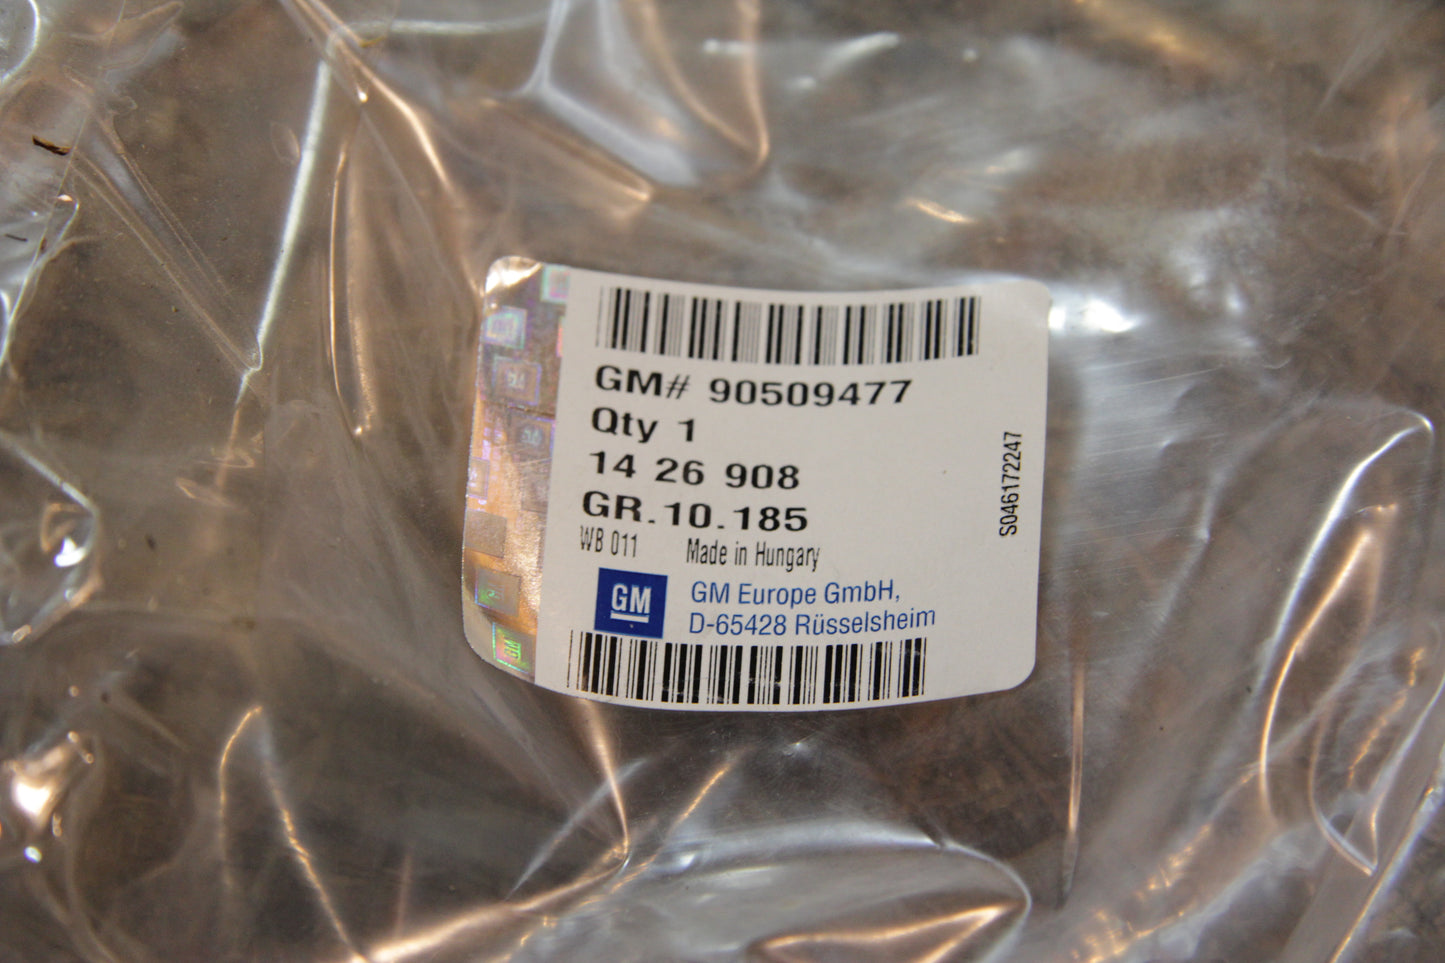 GM# 90509477
Qty 1
14 26 908
GR.10.185
WB 011 Made in Hungary
GM
GM Europe GmbH,
D-65428 Rüsselsheim
S046172247